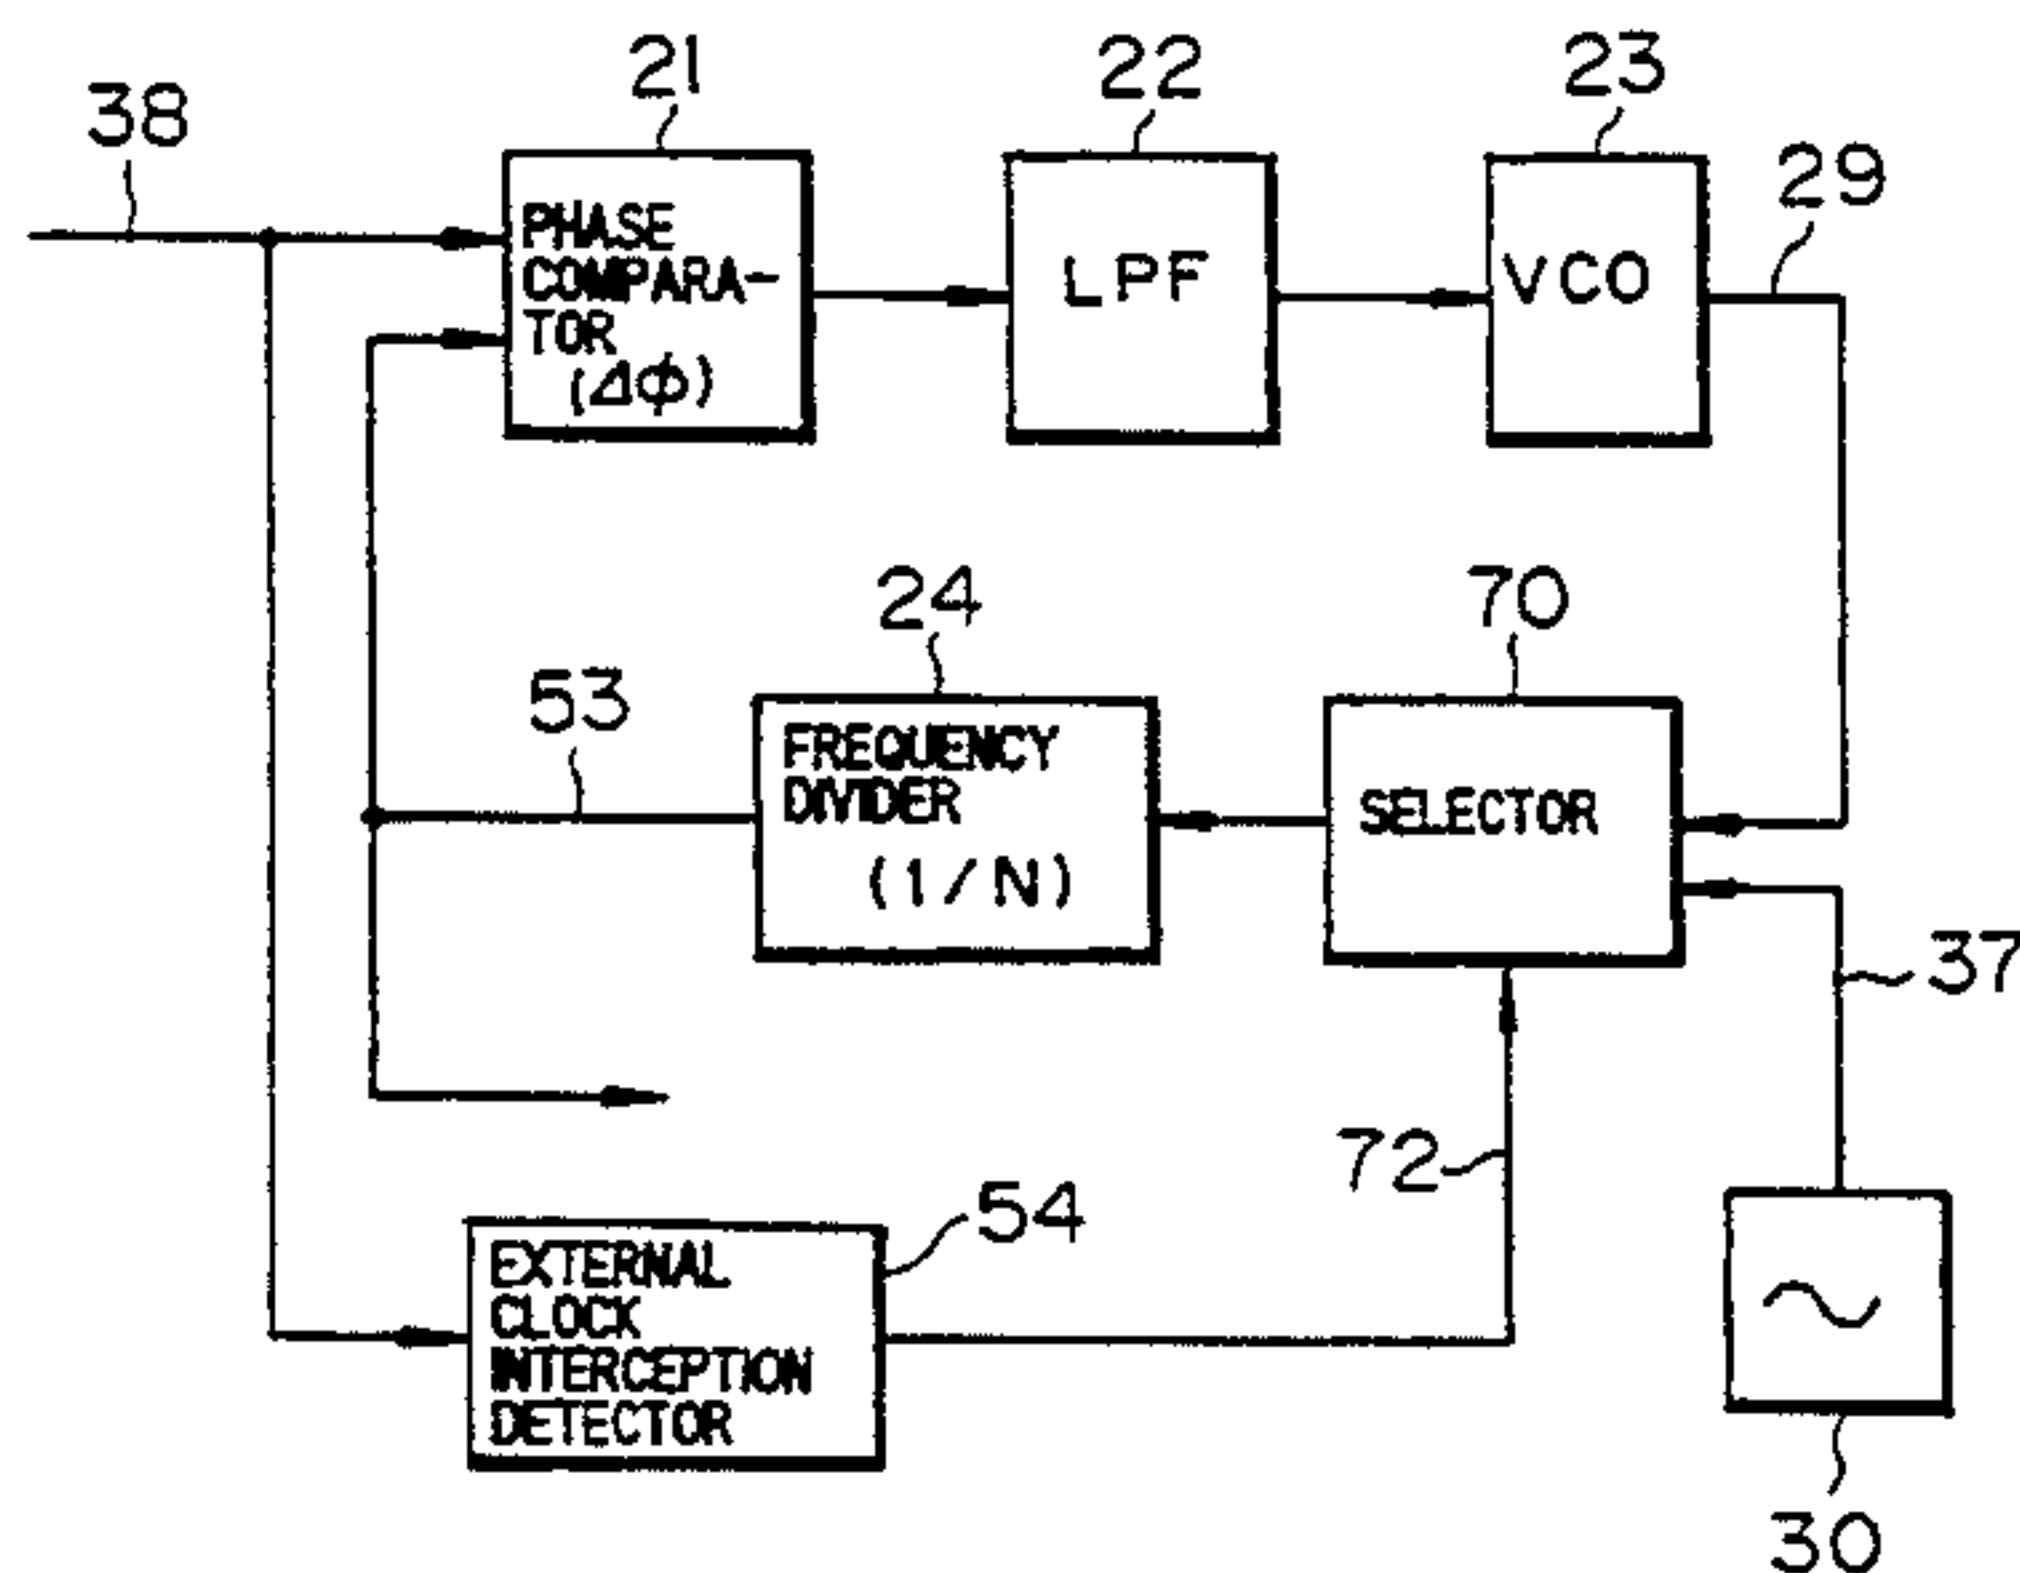 21
22
23
38
29
PHASE
COMPARA-
TOR
(Δφ)
LPF
VCO
24
70
53
FREQUENCY
DIVIDER
(1/N)
SELECTOR
37
72
54
EXTERNAL
CLOCK
INTERCEPTION
DETECTOR
30